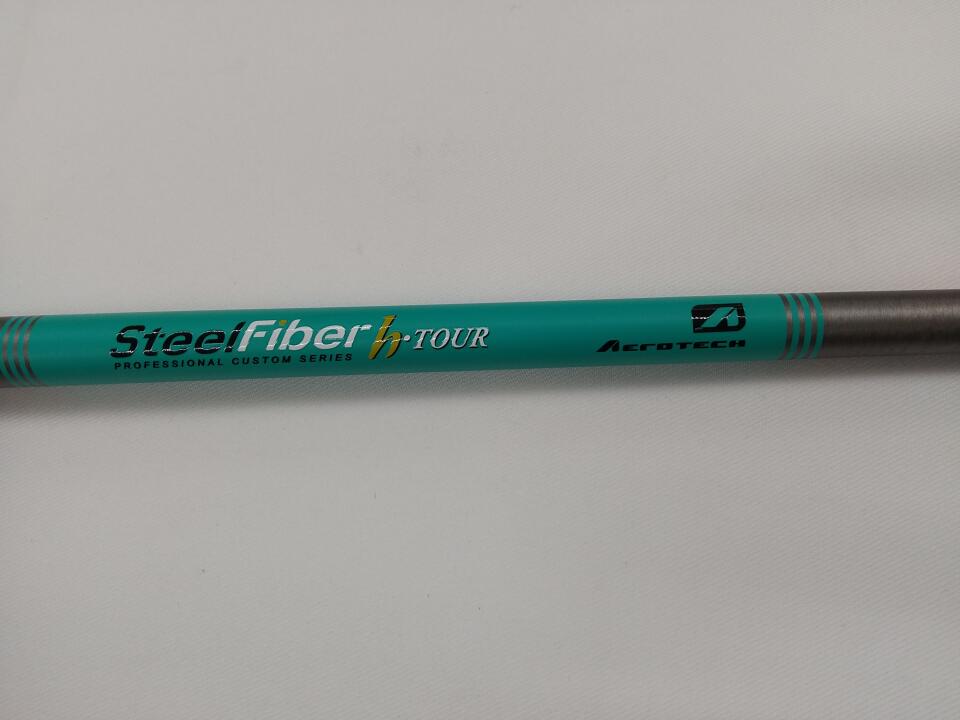 SteelFiber h·TOUR
PROFESSIONAL CUSTOM SERIES
AEROTECH